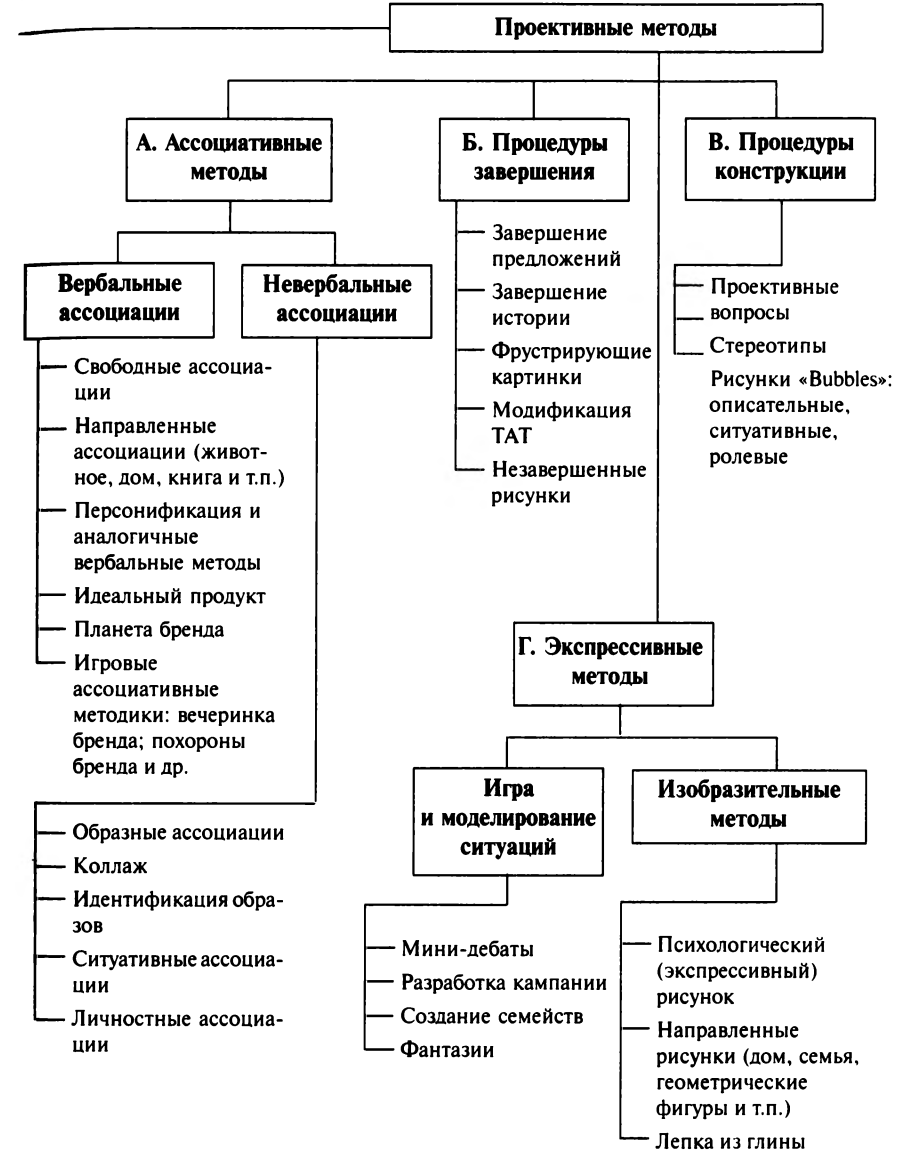 Проективные методы
А. Ассоциативные
методы
Б. Процедуры
завершения
В. Процедуры
конструкции
Вербальные
ассоциации
Невербальные
ассоциации
Свободные ассоциа-
ции
Направленные
ассоциации (живот-
ное, дом, книга и т.п.)
Персонификация и
аналогичные
вербальные методы
Идеальный продукт
Планета бренда
Игровые
ассоциативные
методики: вечеринка
бренда; похороны
бренда и др.
Образные ассоциации
Коллаж
Идентификация обра-
зов
Ситуативные ассоциа-
ции
Личностные ассоциа-
ции
Завершение
предложений
Завершение
истории
Фрустрирующие
картинки
Модификация
ТАТ
Незавершенные
рисунки
Проективные
вопросы
Стереотипы
Рисунки «Bubbles»:
описательные,
ситуативные,
ролевые
Г. Экспрессивные
методы
Игра
и моделирование
ситуаций
Изобразительные
методы
Мини-дебаты
Разработка кампании
Создание семейств
Фантазии
Психологический
(экспрессивный)
рисунок
Направленные
рисунки (дом, семья,
геометрические
фигуры и т.п.)
Лепка из глины